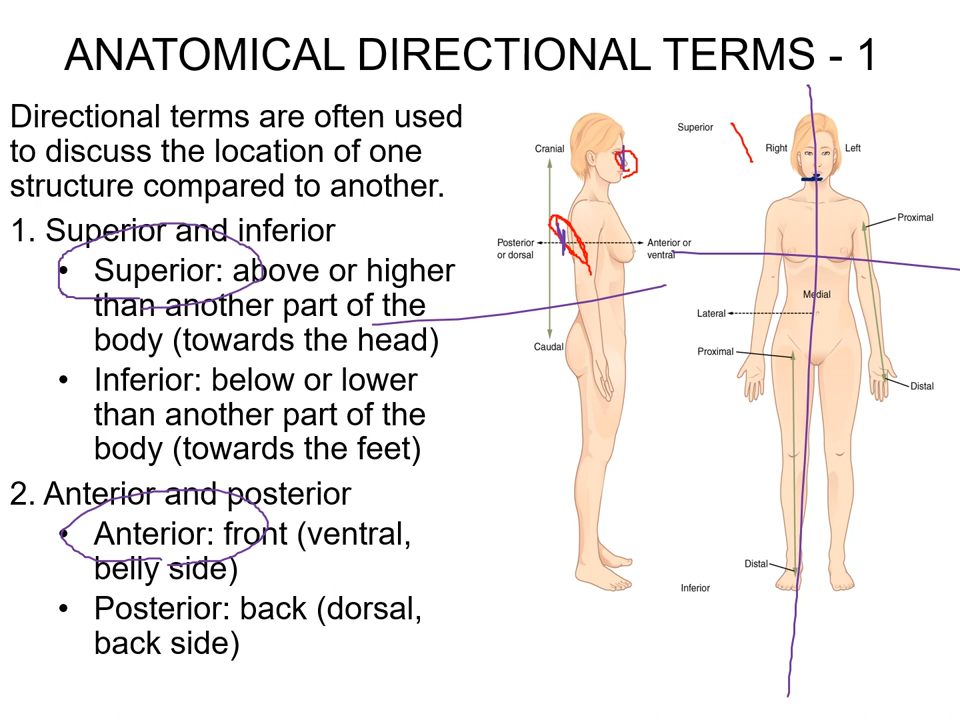 ANATOMICAL DIRECTIONAL TERMS - 1
Directional terms are often used
to discuss the location of one
structure compared to another.
1. Superior and inferior
• Superior: above or higher
than another part of the
body (towards the head)
• Inferior: below or lower
than another part of the
body (towards the feet)
2. Anterior and posterior
• Anterior: front (ventral,
belly side)
• Posterior: back (dorsal,
back side)
Cranial
Posterior
or dorsal
Anterior or
ventral
Caudal
Superior
Right
Left
Proximal
Medial
Lateral
Proximal
Distal
Distal
Inferior